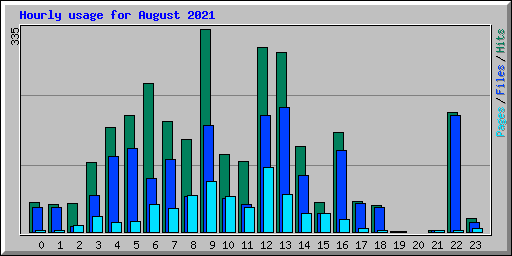 Hourly usage for August 2021
335
Pages / Files / Hits
0 1 2 3 4 5 6 7 8 9 10 11 12 13 14 15 16 17 18 19 20 21 22 23